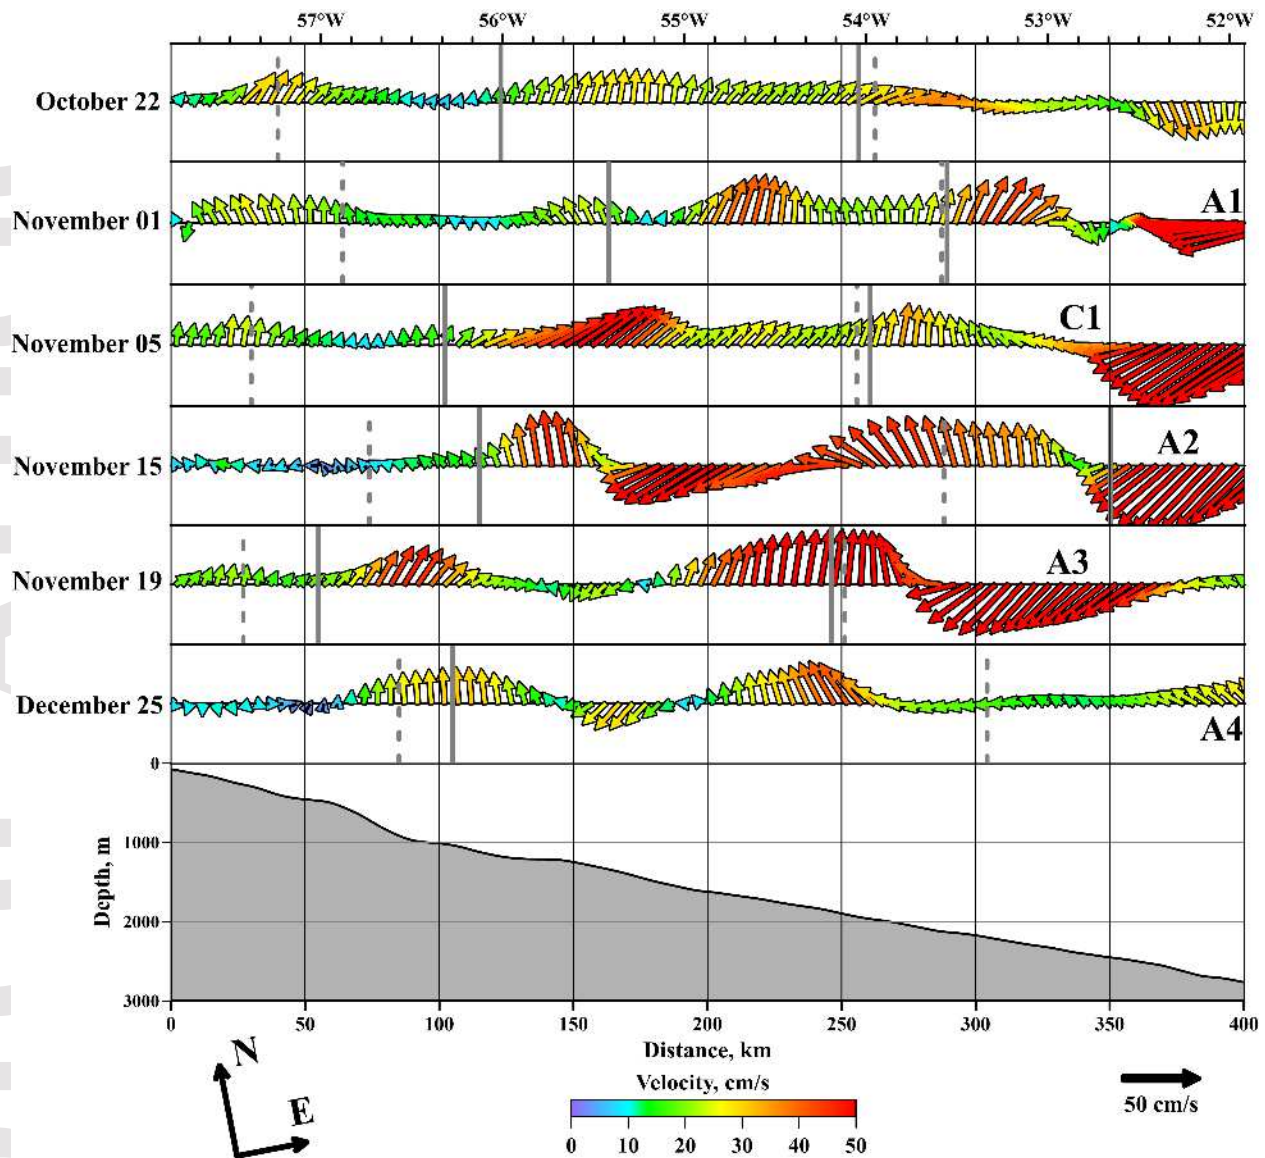 57°W 56°W 55°W 54°W 53°W 52°W
October 22
November 01 A1
November 05 C1
November 15 A2
November 19 A3
December 25 A4
0
1000
2000
3000
Depth, m
0 50 100 150 200 250 300 350 400
Distance, km
N
E
Velocity, cm/s
0 10 20 30 40 50
50 cm/s